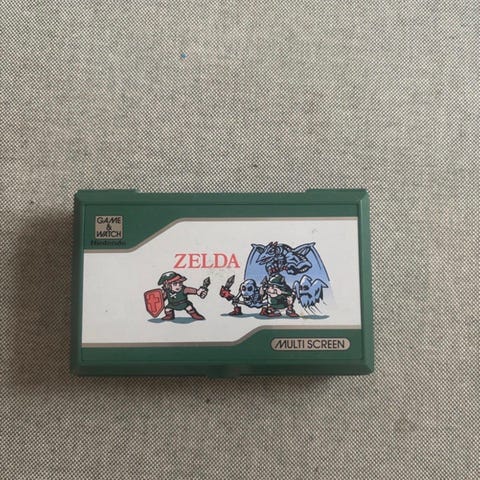 GAME
&
WATCH
Nintendo
ZELDA
MULTI SCREEN